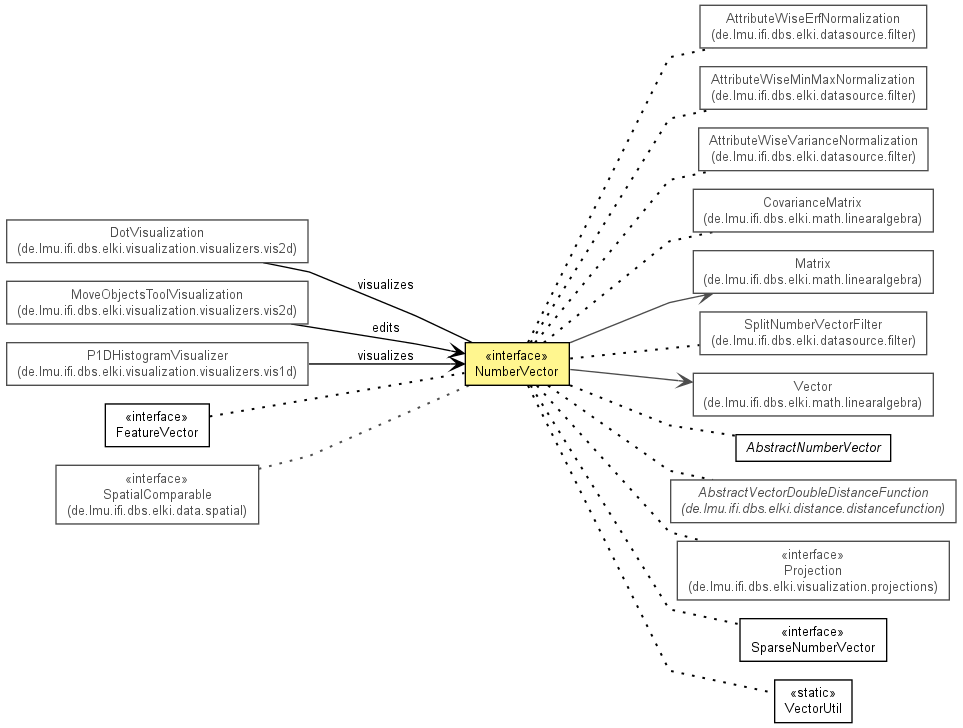 AttributeWiseErfNormalization
(de.lmu.ifi.dbs.elki.datasource.filter)
AttributeWiseMinMaxNormalization
(de.lmu.ifi.dbs.elki.datasource.filter)
AttributeWiseVarianceNormalization
(de.lmu.ifi.dbs.elki.datasource.filter)
CovarianceMatrix
(de.lmu.ifi.dbs.elki.math.linearalgebra)
DotVisualization
(de.lmu.ifi.dbs.elki.visualization.visualizers.vis2d)
Matrix
(de.lmu.ifi.dbs.elki.math.linearalgebra)
visualizes
MoveObjectsToolVisualization
(de.lmu.ifi.dbs.elki.visualization.visualizers.vis2d)
edits
SplitNumberVectorFilter
(de.lmu.ifi.dbs.elki.datasource.filter)
P1DHistogramVisualizer
(de.lmu.ifi.dbs.elki.visualization.visualizers.vis1d)
visualizes
«interface»
NumberVector
Vector
(de.lmu.ifi.dbs.elki.math.linearalgebra)
«interface»
FeatureVector
AbstractNumberVector
«interface»
SpatialComparable
(de.lmu.ifi.dbs.elki.data.spatial)
AbstractVectorDoubleDistanceFunction
(de.lmu.ifi.dbs.elki.distance.distancefunction)
«interface»
Projection
(de.lmu.ifi.dbs.elki.visualization.projections)
«interface»
SparseNumberVector
«static»
VectorUtil